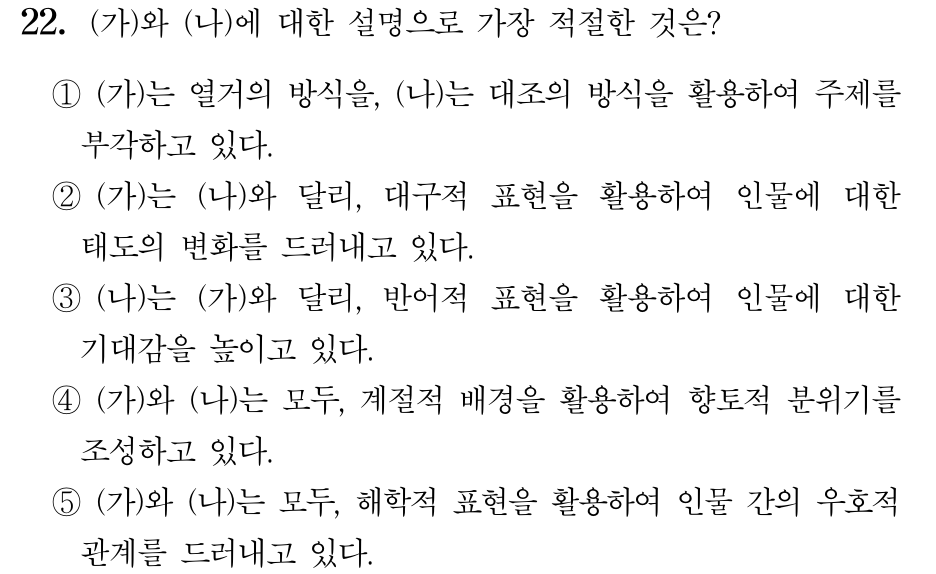 22. (가)와 (나)에 대한 설명으로 가장 적절한 것은?
① (가)는 열거의 방식을, (나)는 대조의 방식을 활용하여 주제를
부각하고 있다.
② (가)는 (나)와 달리, 대구적 표현을 활용하여 인물에 대한
태도의 변화를 드러내고 있다.
③ (나)는 (가)와 달리, 반어적 표현을 활용하여 인물에 대한
기대감을 높이고 있다.
④ (가)와 (나)는 모두, 계절적 배경을 활용하여 향토적 분위기를
조성하고 있다.
⑤ (가)와 (나)는 모두, 해학적 표현을 활용하여 인물 간의 우호적
관계를 드러내고 있다.